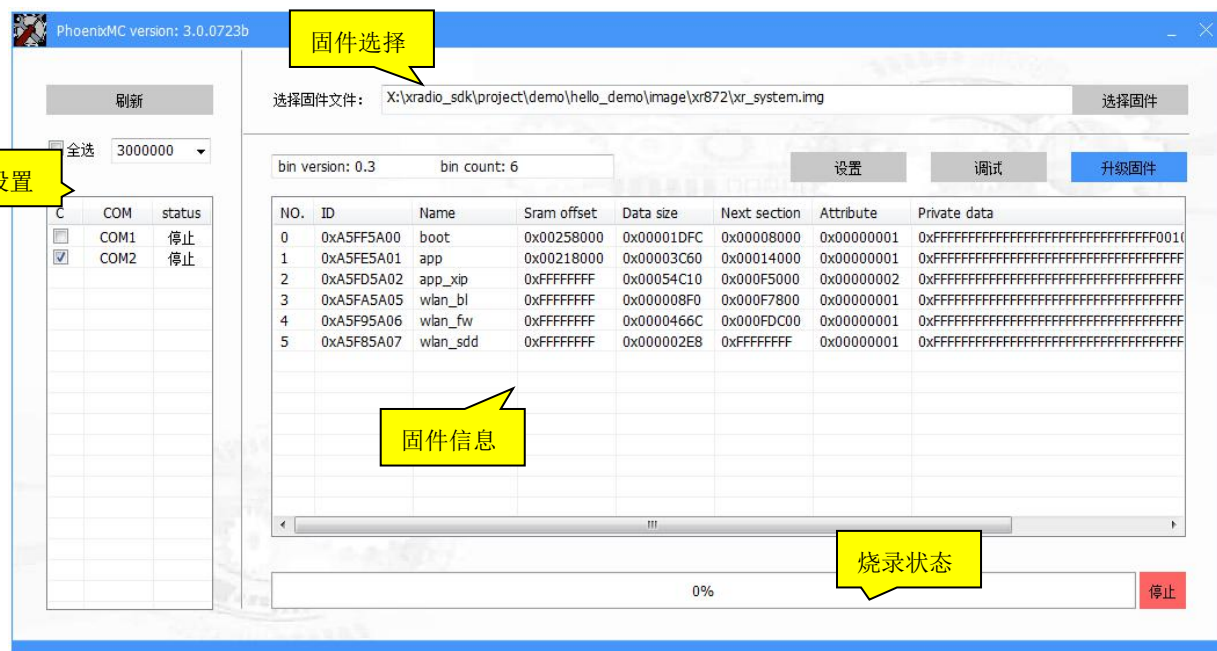 PhoenixMC version: 3.0.0723b
固件选择
刷新
选择固件文件: X:\xradio_sdk\project\demo\hello_demo\image\xr872\xr_system.img 选择固件
全选 3000000
设置
bin version: 0.3 bin count: 6 设置 调试 升级固件
C COM status
COM1 停止
COM2 停止
NO. ID Name Sram offset Data size Next section Attribute Private data
0 0xA5FF5A00 boot 0x00258000 0x00001DFC 0x00008000 0x00000001 0xFFFFFFFFFFFFFFFFFFFFFFFFFFFFFFFFF001(
1 0xA5FE5A01 app 0x00218000 0x00003C60 0x00014000 0x00000001 0xFFFFFFFFFFFFFFFFFFFFFFFFFFFFFFFFFFFFF
2 0xA5FD5A02 app_xip 0xFFFFFFFF 0x00054C10 0x000F5000 0x00000002 0xFFFFFFFFFFFFFFFFFFFFFFFFFFFFFFFFFFFFF
3 0xA5FA5A05 wlan_bl 0xFFFFFFFF 0x000008F0 0x000F7800 0x00000001 0xFFFFFFFFFFFFFFFFFFFFFFFFFFFFFFFFFFFFF
4 0xA5F95A06 wlan_fw 0xFFFFFFFF 0x0000466C 0x000FDC00 0x00000001 0xFFFFFFFFFFFFFFFFFFFFFFFFFFFFFFFFFFFFF
5 0xA5F85A07 wlan_sdd 0xFFFFFFFF 0x000002E8 0xFFFFFFFF 0x00000001 0xFFFFFFFFFFFFFFFFFFFFFFFFFFFFFFFFFFFFF
固件信息
烧录状态
0% 停止